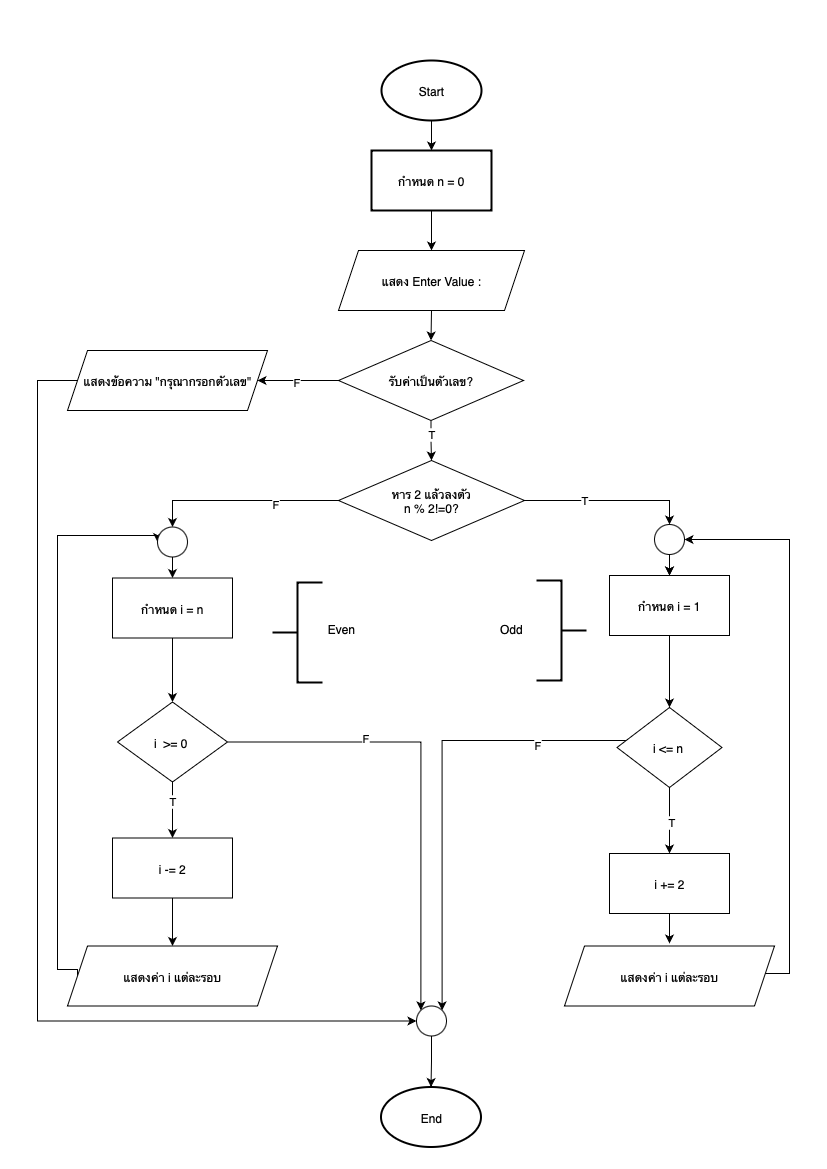 Start
กำหนด n = 0
แสดง Enter Value :
รับค่าเป็นตัวเลข?
F
แสดงข้อความ "กรุณากรอกตัวเลข"
T
หาร 2 แล้วลงตัว
n % 2!=0?
F
T
กำหนด i = n
กำหนด i = 1
Even
Odd
i >= 0
F
F
i <= n
T
T
i -= 2
i += 2
แสดงค่า i แต่ละรอบ
แสดงค่า i แต่ละรอบ
End